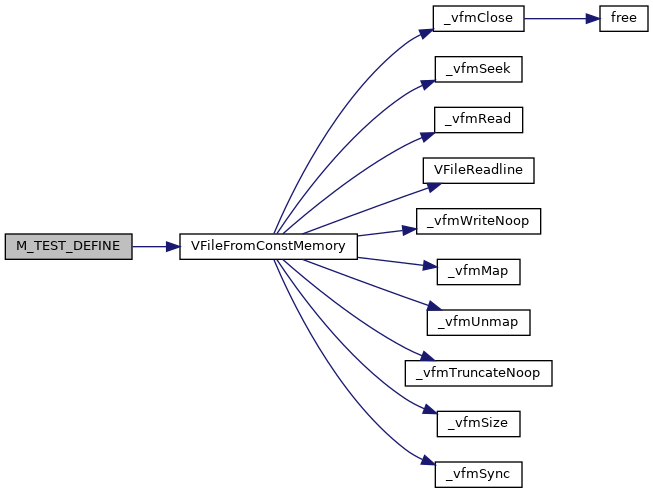 M_TEST_DEFINE
VFileFromConstMemory
_vfmClose
free
_vfmSeek
_vfmRead
VFileReadline
_vfmWriteNoop
_vfmMap
_vfmUnmap
_vfmTruncateNoop
_vfmSize
_vfmSync